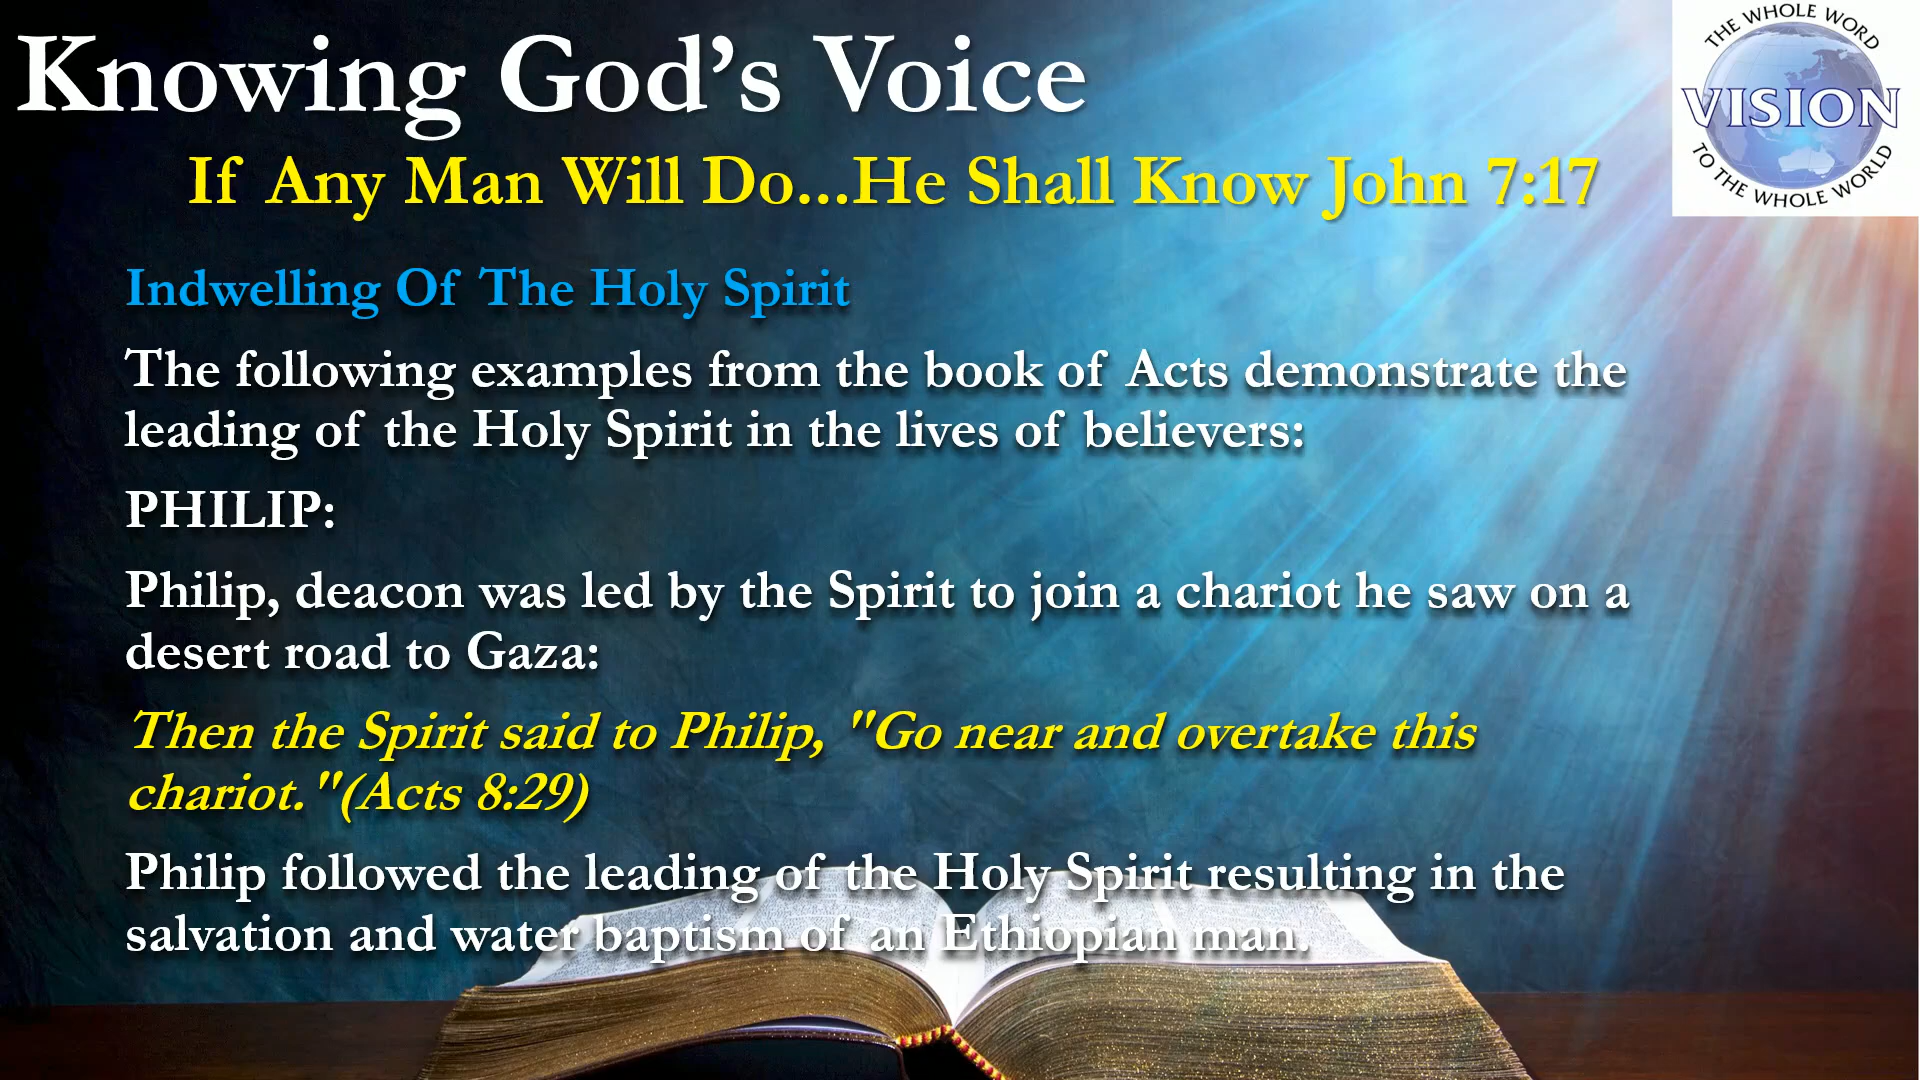 Knowing God’s Voice
THE WHOLE WORD
VISION
TO THE WHOLE WORLD
If Any Man Will Do...He Shall Know John 7:17
Indwelling Of The Holy Spirit
The following examples from the book of Acts demonstrate the
leading of the Holy Spirit in the lives of believers:
PHILIP:
Philip, deacon was led by the Spirit to join a chariot he saw on a
desert road to Gaza:
Then the Spirit said to Philip, "Go near and overtake this
chariot."(Acts 8:29)
Philip followed the leading of the Holy Spirit resulting in the
salvation and water baptism of an Ethiopian man.